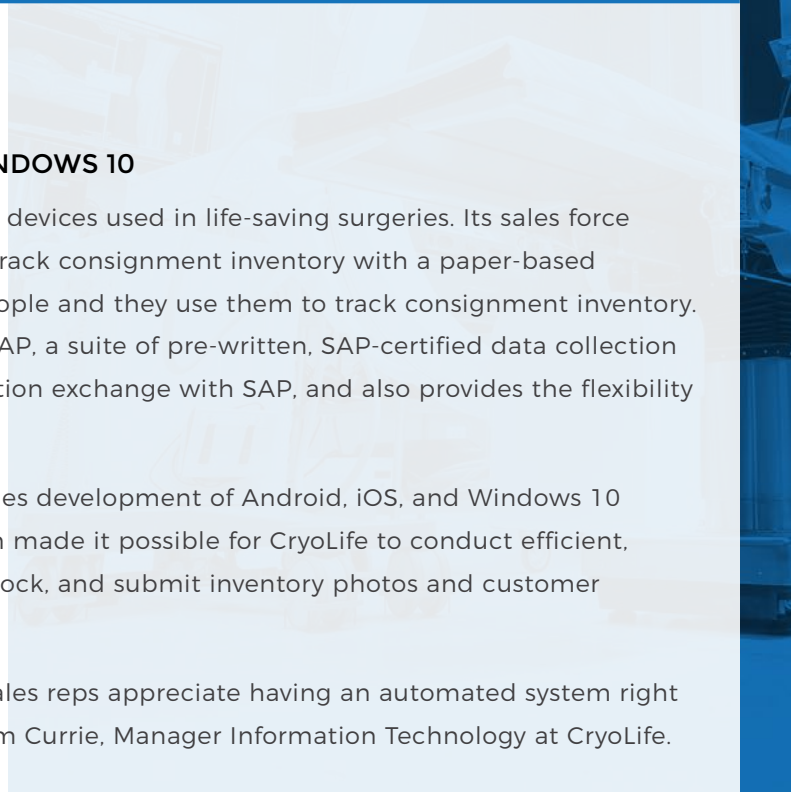 NDOWS 10
devices used in life-saving surgeries. Its sales force
rack consignment inventory with a paper-based
ople and they use them to track consignment inventory.
AP, a suite of pre-written, SAP-certified data collection
tion exchange with SAP, and also provides the flexibility
es development of Android, iOS, and Windows 10
made it possible for CryoLife to conduct efficient,
ock, and submit inventory photos and customer
ales reps appreciate having an automated system right
m Currie, Manager Information Technology at CryoLife.